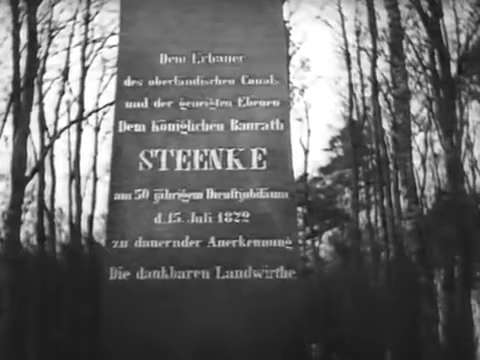 Dem Erbauer
des oberländischen Canals
und der geneigten Ebenen
Dem königlichen Baurath
STEENKE
am 50 jährigem Dienstjubiläum
d. 15. Juli 1872
zu dauernder Anerkennung
Die dankbaren Landwirthe